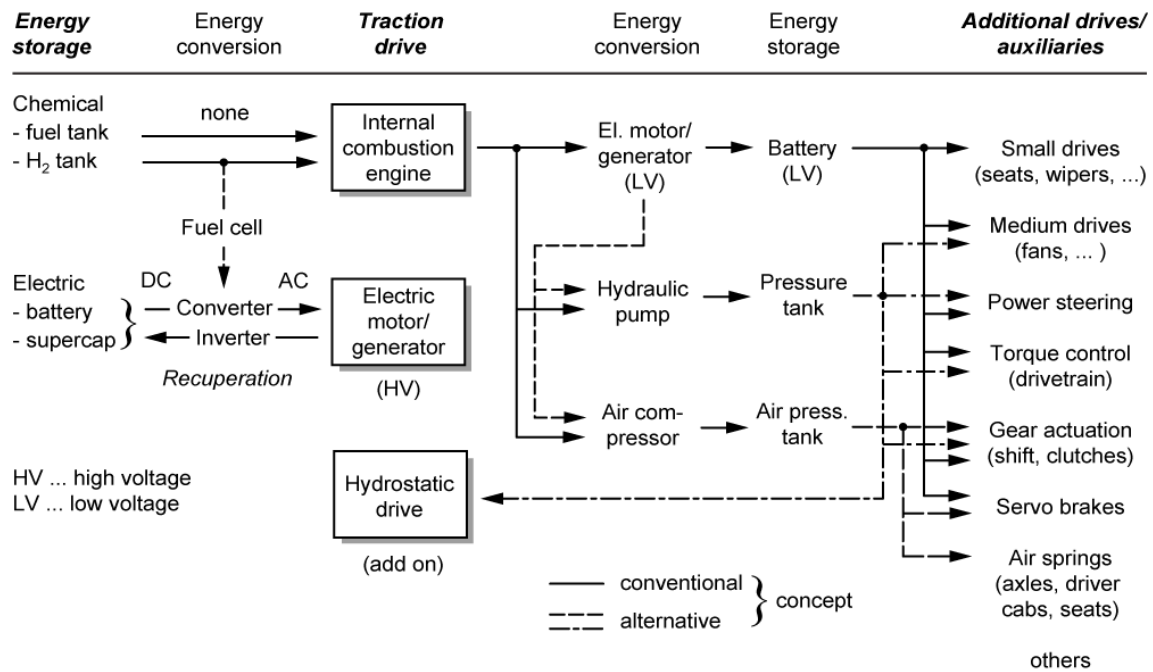 Energy storage
Energy conversion
Traction drive
Energy conversion
Energy storage
Additional drives/ auxiliaries
Chemical
- fuel tank
- H₂ tank
none
Internal
combustion
engine
El. motor/
generator
(LV)
Battery
(LV)
Small drives
(seats, wipers, ...)
Fuel cell
Medium drives
(fans, ... )
Electric
- battery
- supercap
}
DC
AC
Converter
Inverter
Recuperation
Electric
motor/
generator
(HV)
Hydraulic
pump
Pressure
tank
Power steering
Torque control
(drivetrain)
Air com-
pressor
Air press.
tank
Gear actuation
(shift, clutches)
HV ... high voltage
LV ... low voltage
Hydrostatic
drive
(add on)
Servo brakes
Air springs
(axles, driver
cabs, seats)
conventional
alternative
} concept
others